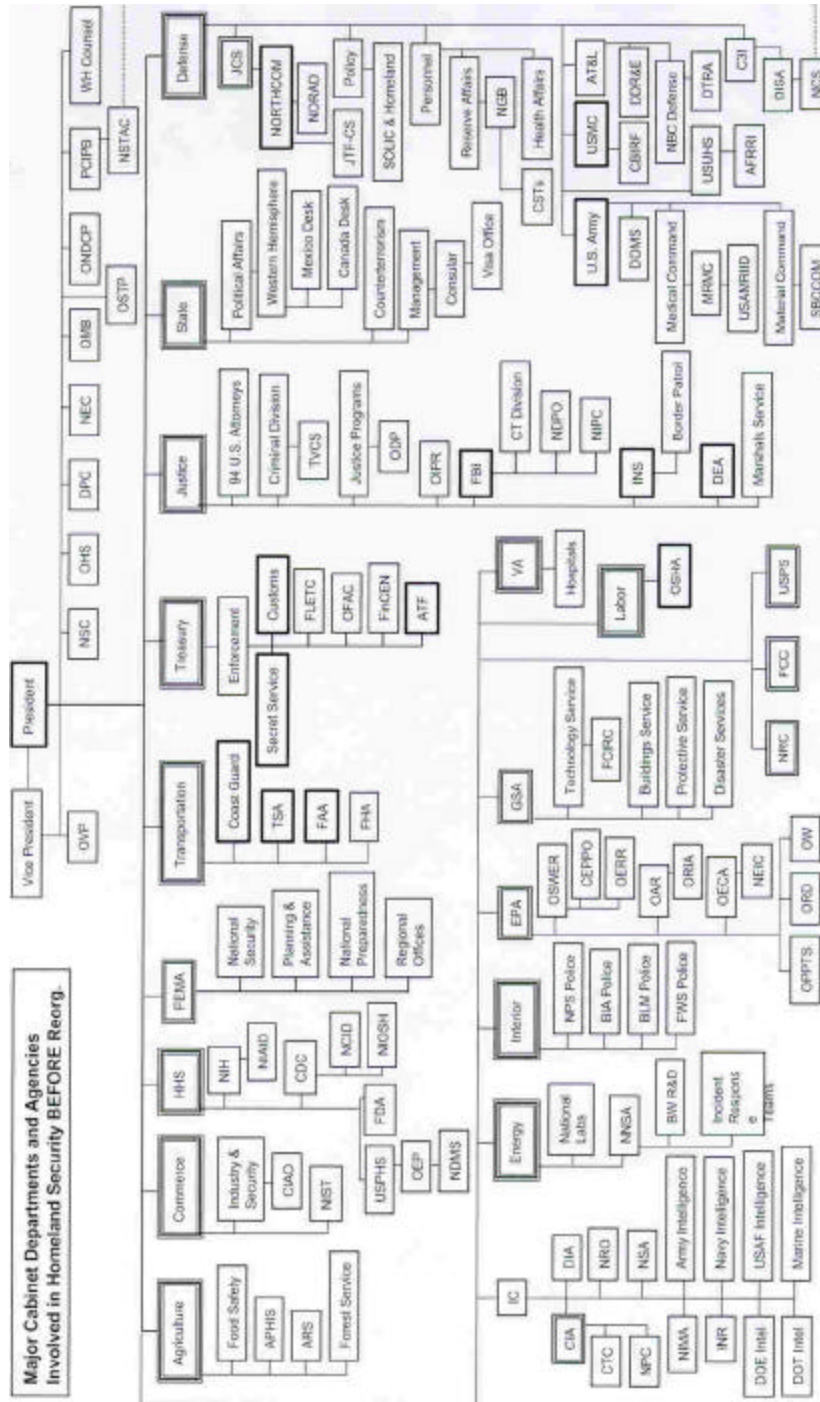 Major Cabinet Departments and Agencies
Involved in Homeland Security BEFORE Reorg.
Vice President
President
OVP
NSC
OHS
DPC
NEC
OMB
ONDCP
PCIPB
WH Counsel
OSTP
NSTAC
Agriculture
Food Safety
APHIS
ARS
Forest Service
Commerce
Industry &
Security
CIAO
NIST
HHS
NIH
NIAID
CDC
NCID
NIOSH
FDA
USPHS
OEP
NDMS
FEMA
National
Security
Planning &
Assistance
National
Preparedness
Regional
Offices
Transportation
Coast Guard
TSA
FAA
FHA
Treasury
Enforcement
Secret Service
Customs
FLETC
OFAC
FinCEN
ATF
Justice
94 U.S. Attorneys
Criminal Division
TVCS
Justice Programs
ODP
OIPR
FBI
CT Division
NDPO
NIPC
INS
Border Patrol
DEA
Marshals Service
State
Political Affairs
Western Hemisphere
Mexico Desk
Canada Desk
Counterterrorism
Management
Consular
Visa Office
Defense
JCS
NORTHCOM
NORAD
JTF-CS
Policy
SOLIC & Homeland
Personnel
Reserve Affairs
NGB
CSTs
Health Affairs
U.S. Army
DOMS
Medical Command
MRMC
USAMRIID
Material Command
SBCCOM
USMC
CBIRF
AT&L
DDR&E
NBC Defense
DTRA
USUHS
AFRRI
C3I
DISA
NCS
IC
CIA
CTC
NPC
NIMA
INR
DOE Intel
DOT Intel
DIA
NRO
NSA
Army Intelligence
Navy Intelligence
USAF Intelligence
Marine Intelligence
Energy
National
Labs
NNSA
BW R&D
Incident
Respons
e
Teams
Interior
NPS Police
BIA Police
BLM Police
FWS Police
EPA
OSWER
CEPPO
OERR
OAR
ORIA
OECA
NEIC
OPPTS
ORD
OW
GSA
Technology Service
FCIRC
Buildings Service
Protective Service
Disaster Services
VA
Hospitals
Labor
OSHA
NRC
FCC
USPS